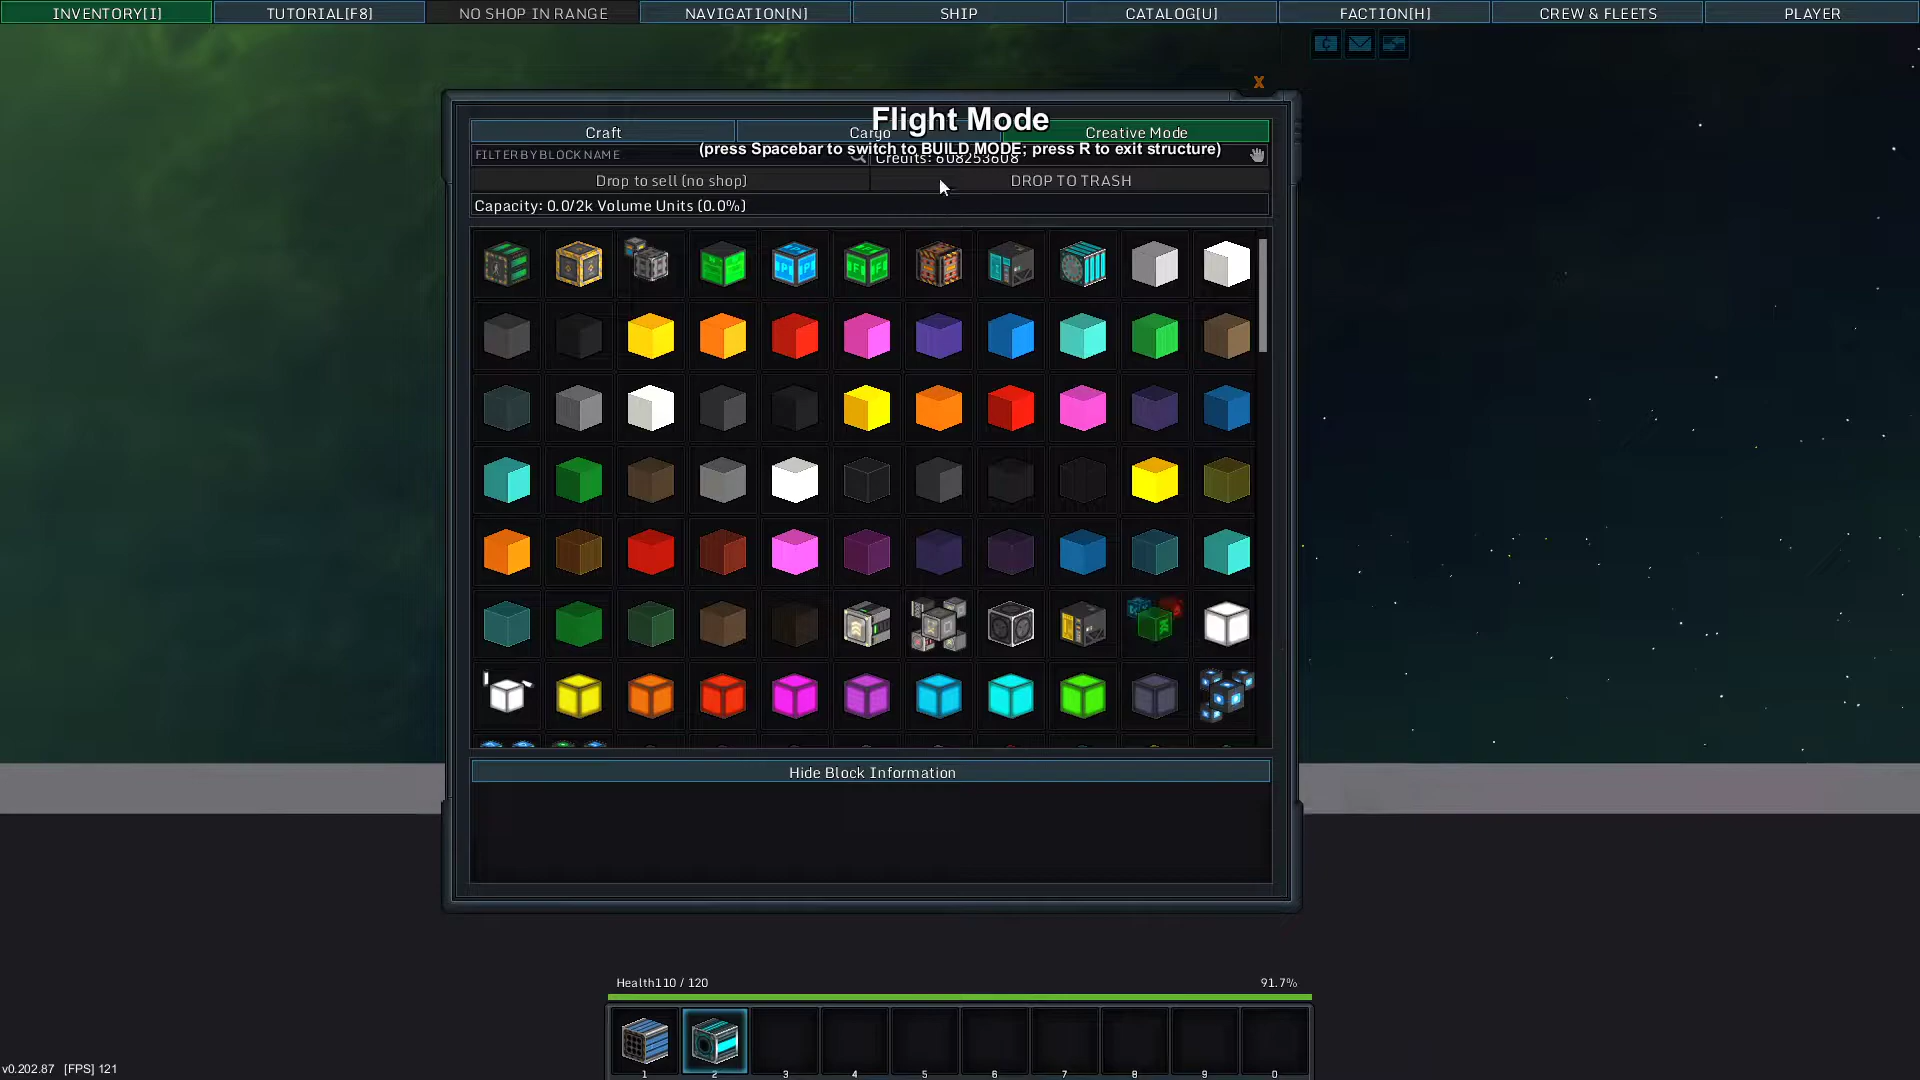 INVENTORY[I] TUTORIAL[F8] NO SHOP IN RANGE NAVIGATION[N] SHIP CATALOG[U] FACTION[H] CREW & FLEETS PLAYER
X
Flight Mode
Craft Cargo Creative Mode
(press Spacebar to switch to BUILD MODE; press R to exit structure)
FILTER BY BLOCK NAME Credits: 608253608
Drop to sell (no shop) DROP TO TRASH
Capacity: 0.0/2k Volume Units (0.0%)
Hide Block Information
Health110 / 120 91.7%
1 2 3 4 5 6 7 8 9 0
v0.202.87 [FPS] 121